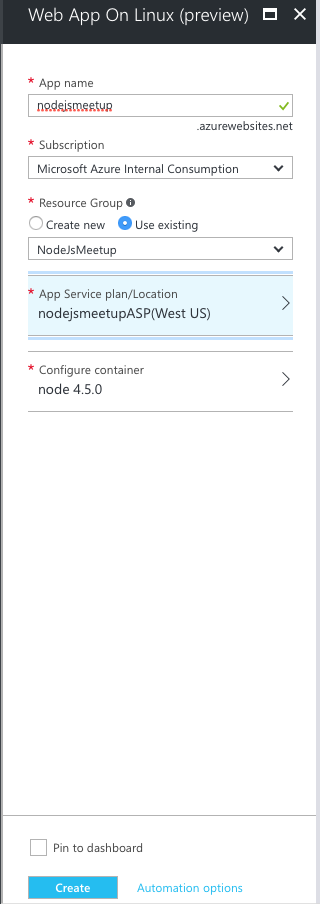 Web App On Linux (preview)
* App name
nodejsmeetup
.azurewebsites.net
* Subscription
Microsoft Azure Internal Consumption
* Resource Group
Create new Use existing
NodeJsMeetup
* App Service plan/Location
nodejsmeetupASP(West US)
* Configure container
node 4.5.0
Pin to dashboard
Create Automation options